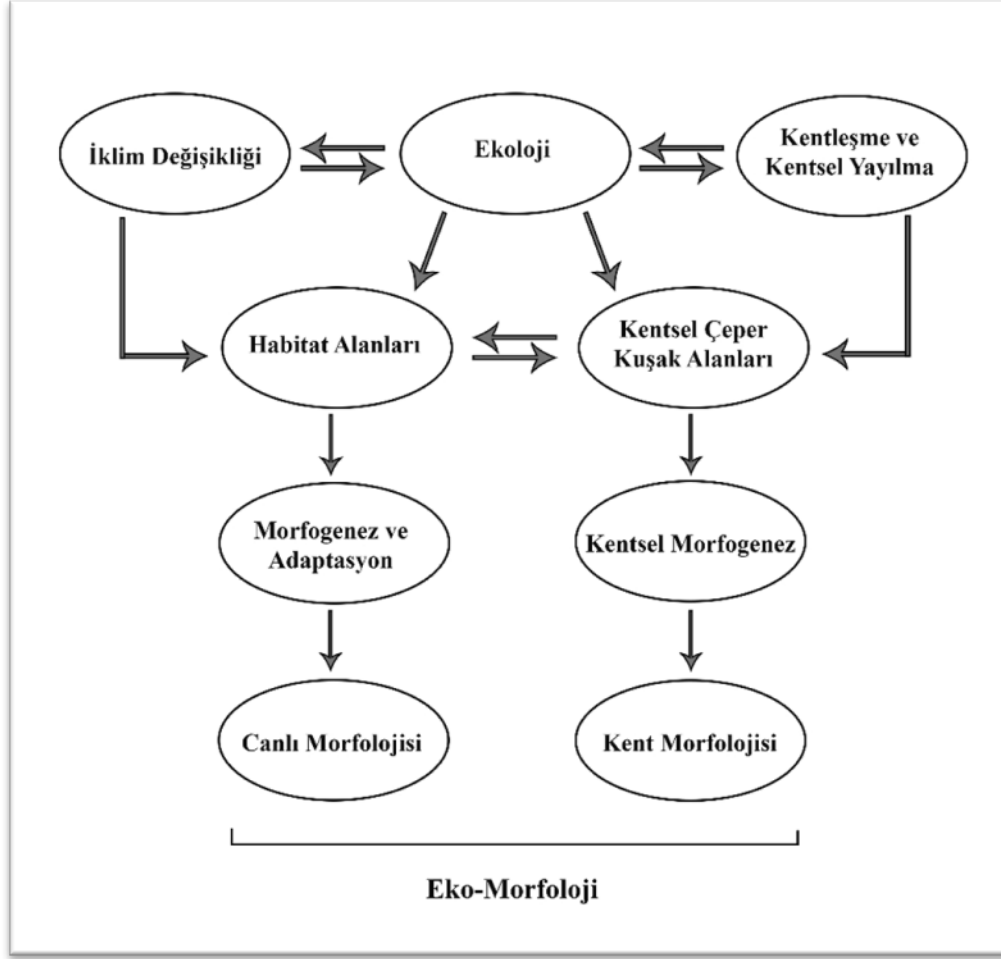 İklim Değişikliği
Ekoloji
Kentleşme ve
Kentsel Yayılma
Habitat Alanları
Kentsel Çeper
Kuşak Alanları
Morfogenez ve
Adaptasyon
Kentsel Morfogenez
Canlı Morfolojisi
Kent Morfolojisi
Eko-Morfoloji